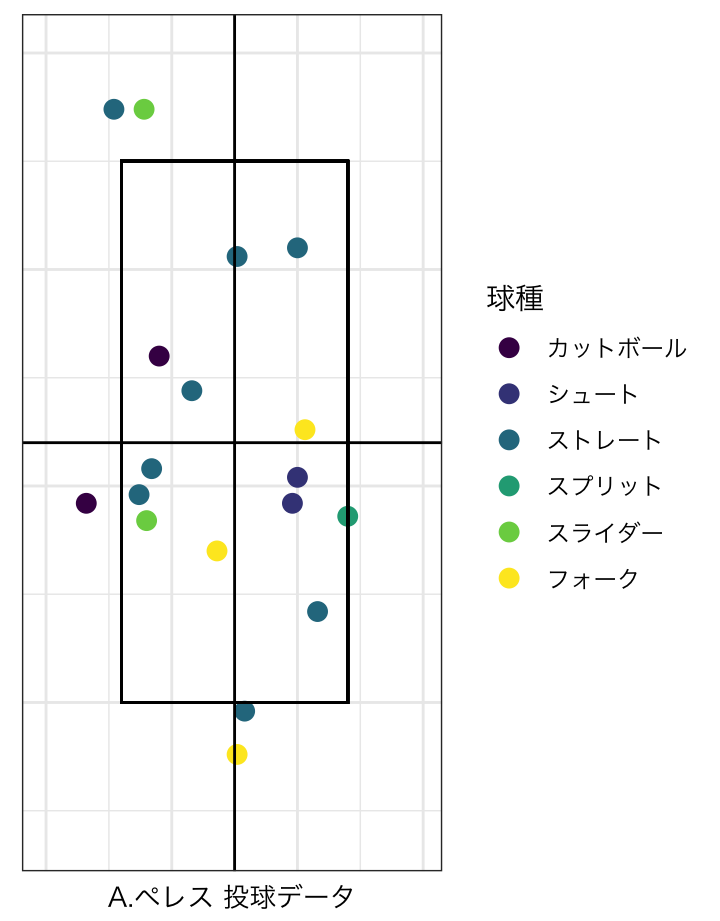 球種
カットボール
シュート
ストレート
スプリット
スライダー
フォーク
A.ペレス 投球データ